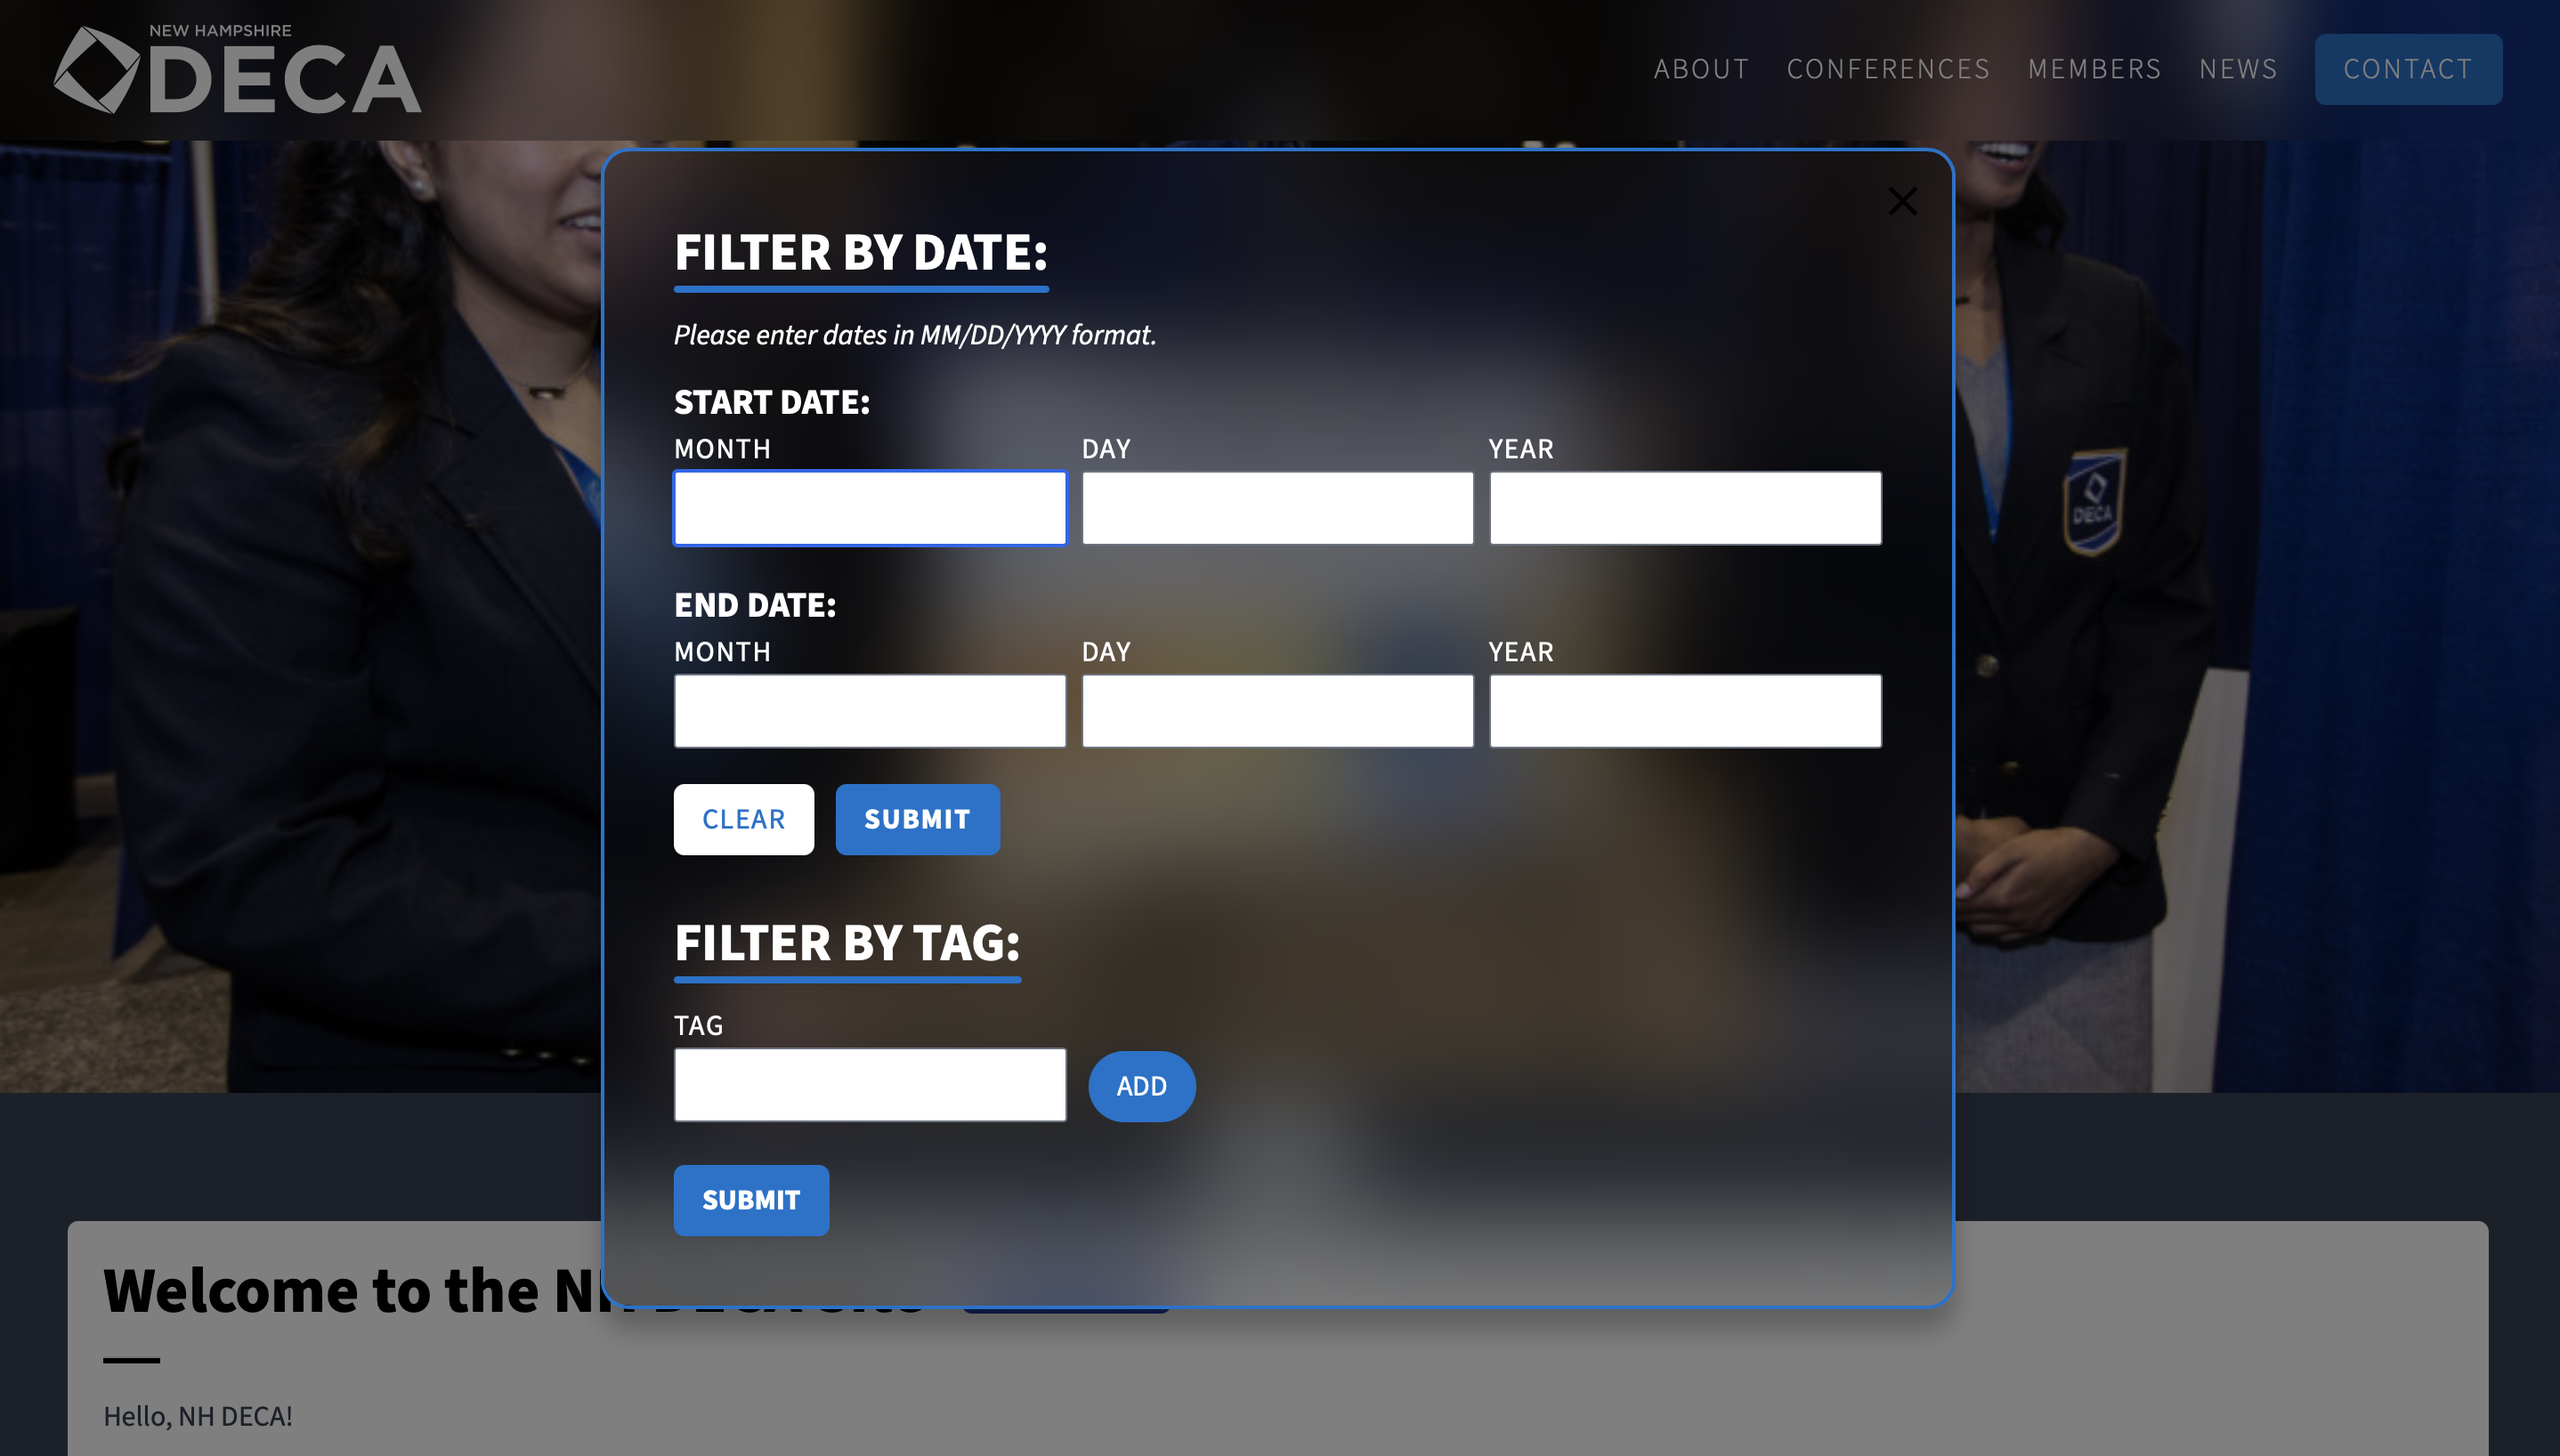 NEW HAMPSHIRE
DECA
ABOUT CONFERENCES MEMBERS NEWS CONTACT
FILTER BY DATE:
Please enter dates in MM/DD/YYYY format.
START DATE:
MONTH DAY YEAR
DECA
END DATE:
MONTH DAY YEAR
CLEAR SUBMIT
FILTER BY TAG:
TAG
ADD
SUBMIT
Welcome to the NH
Hello, NH DECA!